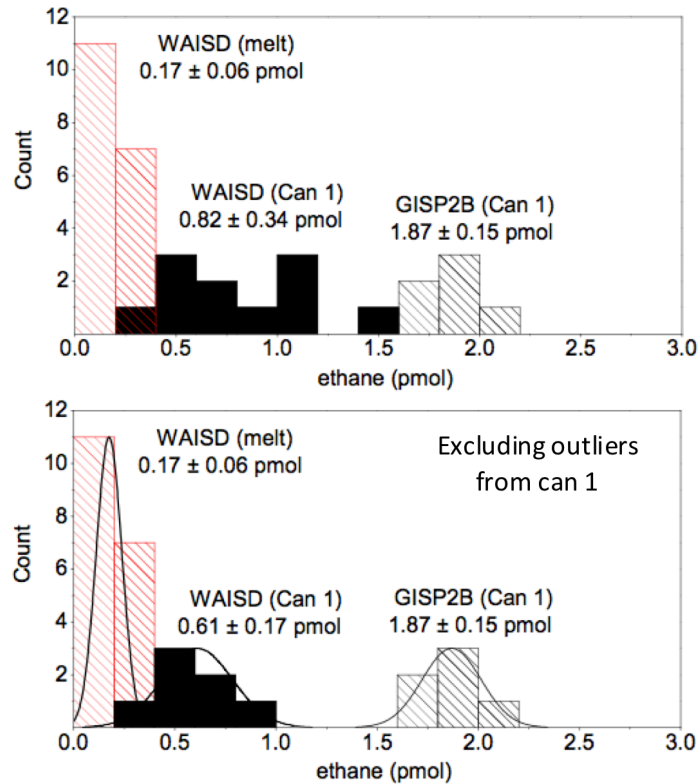 12
10
8
6
4
2
Count
WAISD (melt)
0.17 ± 0.06 pmol
WAISD (Can 1)
0.82 ± 0.34 pmol
GISP2B (Can 1)
1.87 ± 0.15 pmol
0.0 0.5 1.0 1.5 2.0 2.5 3.0
ethane (pmol)
12
10
8
6
4
2
Count
WAISD (melt)
0.17 ± 0.06 pmol
Excluding outliers
from can 1
WAISD (Can 1)
0.61 ± 0.17 pmol
GISP2B (Can 1)
1.87 ± 0.15 pmol
0.0 0.5 1.0 1.5 2.0 2.5 3.0
ethane (pmol)